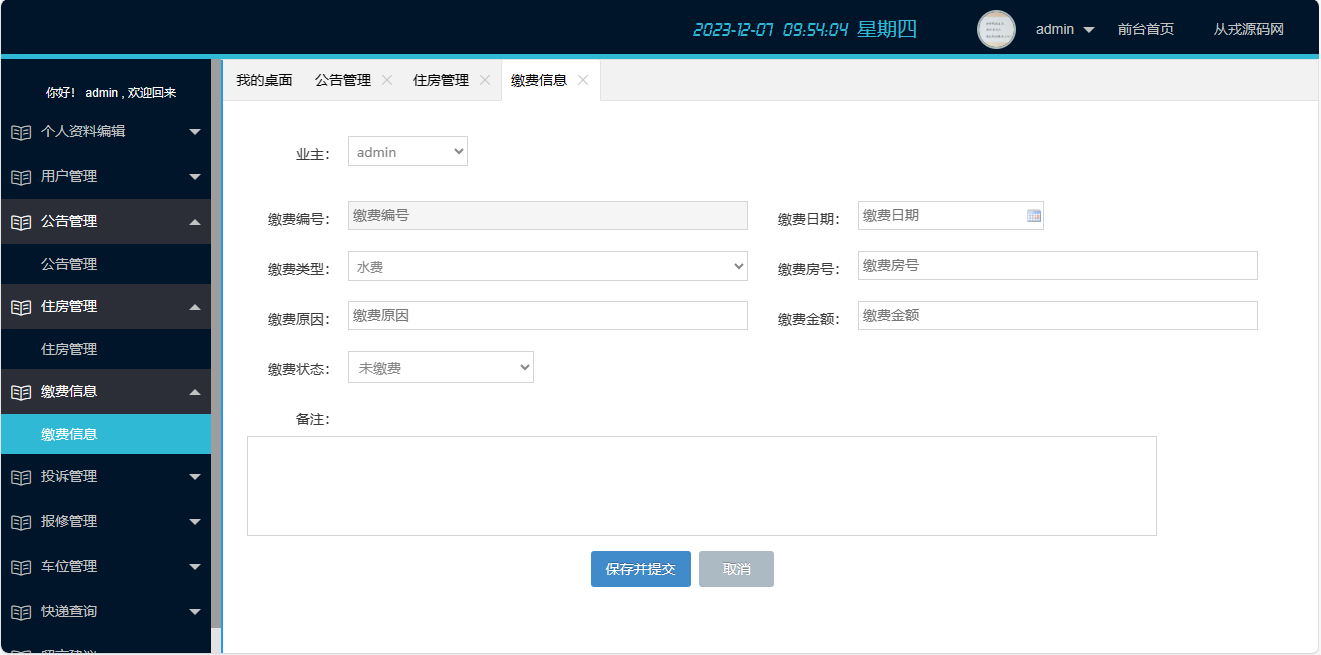 2023-12-07 09:54:04 星期四
admin
前台首页
从戎源码网
你好! admin , 欢迎回来
个人资料编辑
用户管理
公告管理
公告管理
住房管理
住房管理
缴费信息
缴费信息
投诉管理
报修管理
车位管理
快递查询
我的桌面 公告管理 住房管理 缴费信息
业主: admin
缴费编号: 缴费编号 缴费日期: 缴费日期
缴费类型: 水费 缴费房号: 缴费房号
缴费原因: 缴费原因 缴费金额: 缴费金额
缴费状态: 未缴费
备注:
保存并提交 取消